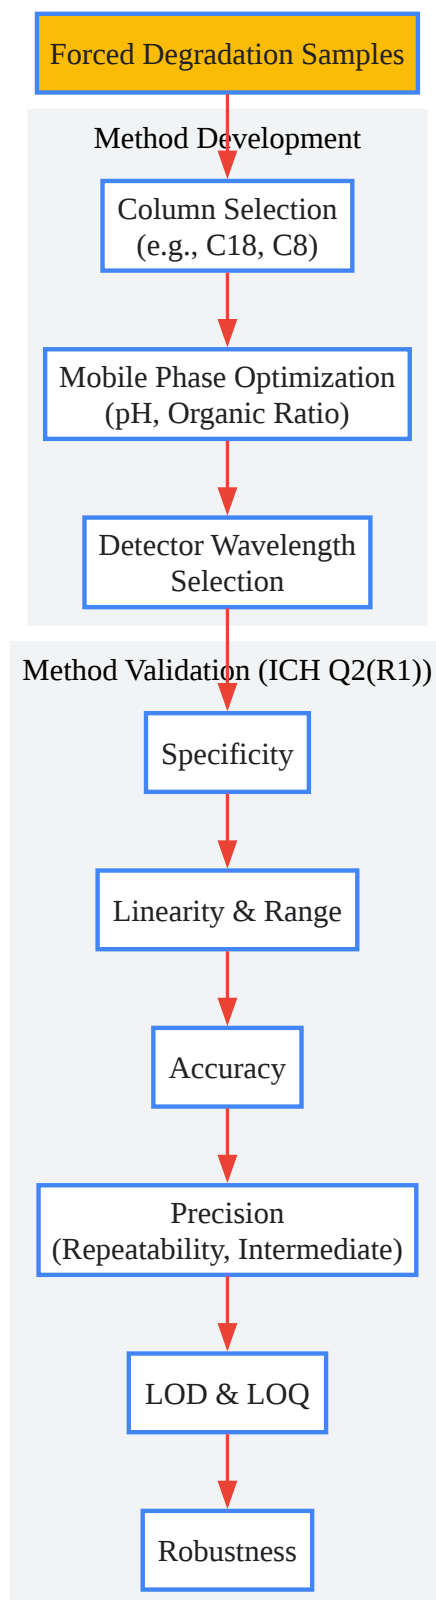 Forced Degradation Samples
Method Development
Column Selection
(e.g., C18, C8)
Mobile Phase Optimization
(pH, Organic Ratio)
Detector Wavelength
Selection
Method Validation (ICH Q2(R1))
Specificity
Linearity & Range
Accuracy
Precision
(Repeatability, Intermediate)
LOD & LOQ
Robustness